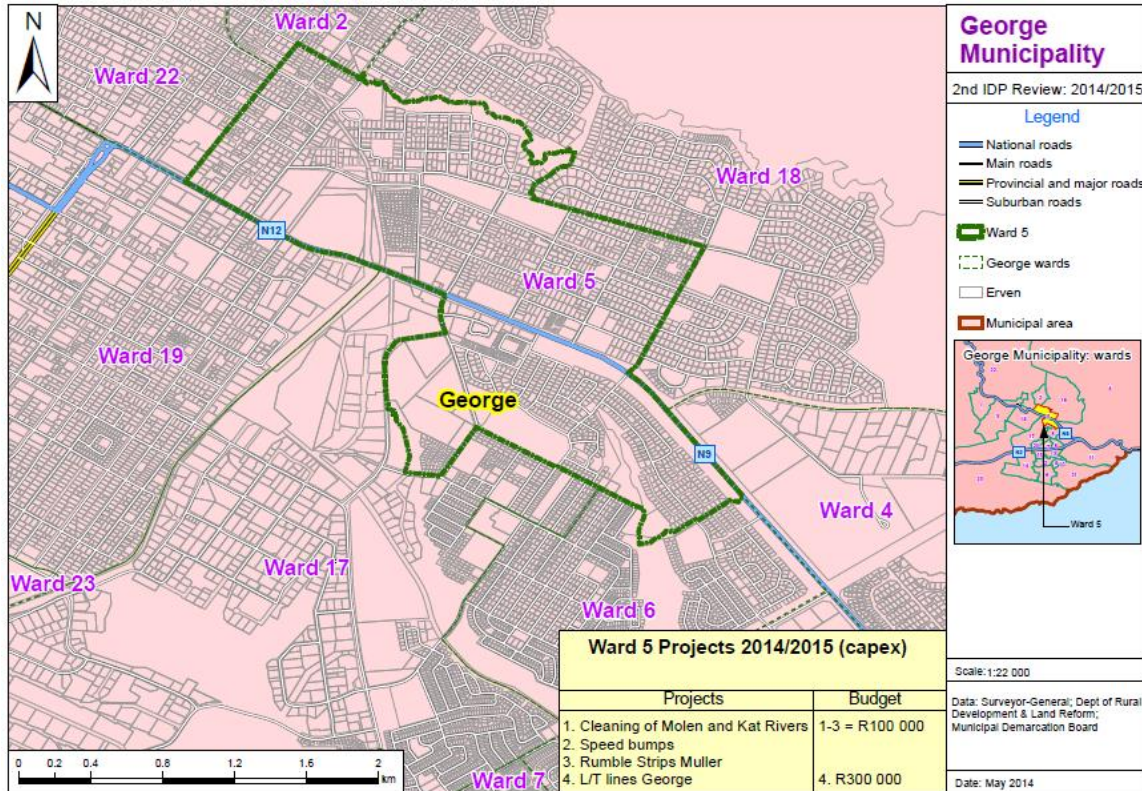 N
Ward 2
Ward 22
Ward 18
N12
Ward 5
Ward 19
George
N9
Ward 4
Ward 23
Ward 17
Ward 6
Ward 7
0 0.2 0.4 0.8 1.2 1.6 2
km
Ward 5 Projects 2014/2015 (capex)
Projects Budget
1. Cleaning of Molen and Kat Rivers 1-3 = R100 000
2. Speed bumps
3. Rumble Strips Muller
4. L/T lines George 4. R300 000
George
Municipality
2nd IDP Review: 2014/2015
Legend
National roads
Main roads
Provincial and major roads
Suburban roads
Ward 5
George wards
Erven
Municipal area
George Municipality: wards
Ward 5
Scale:1:22 000
Data: Surveyor-General; Dept of Rural
Development & Land Reform;
Municipal Demarcation Board
Date: May 2014